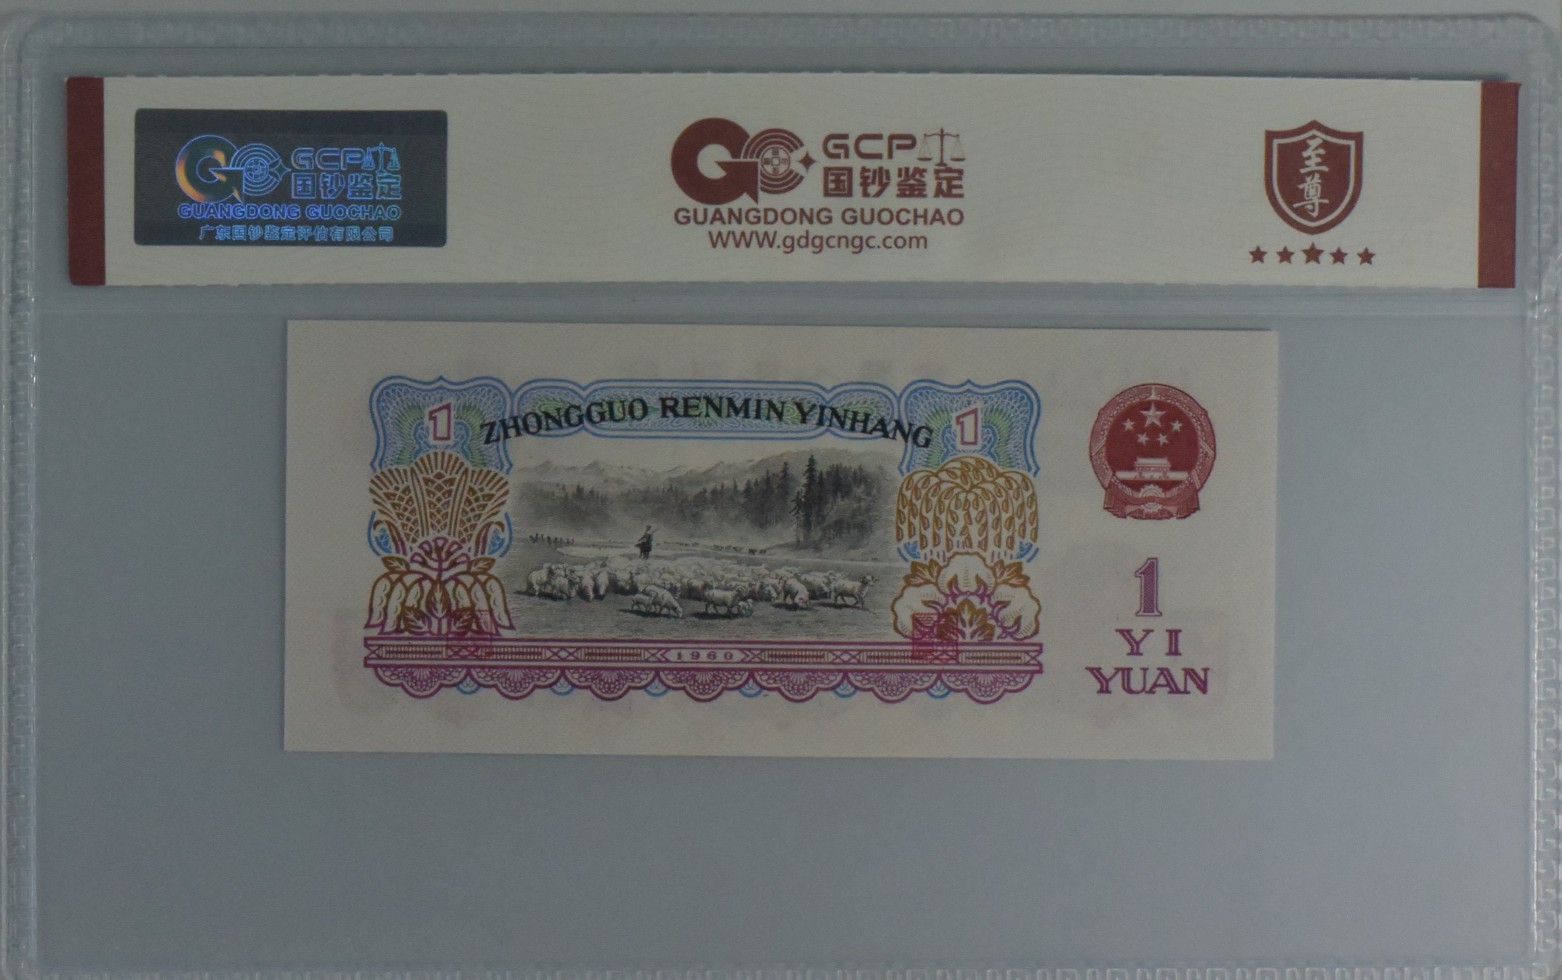 GCP
国钞鉴定
GUANGDONG GUOCHAO
广东国钞鉴定评估有限公司
GCP
国钞鉴定
GUANGDONG GUOCHAO
WWW.gdgcngc.com
至尊
1 ZHONGGUO RENMIN YINHANG 1
1960
1
YI
YUAN